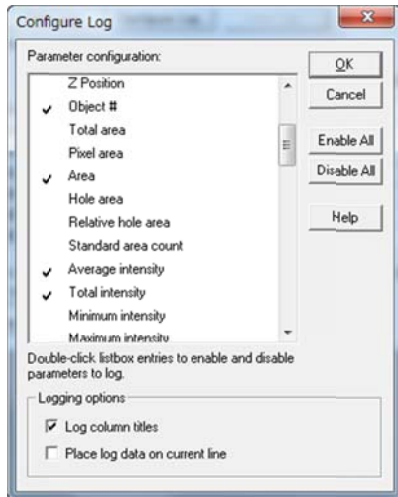 Configure Log
Parameter configuration:
Z Position
Object #
Total area
Pixel area
Area
Hole area
Relative hole area
Standard area count
Average intensity
Total intensity
Minimum intensity
Maximum intensity
OK
Cancel
Enable All
Disable All
Help
Double-click listbox entries to enable and disable
parameters to log.
Logging options
Log column titles
Place log data on current line